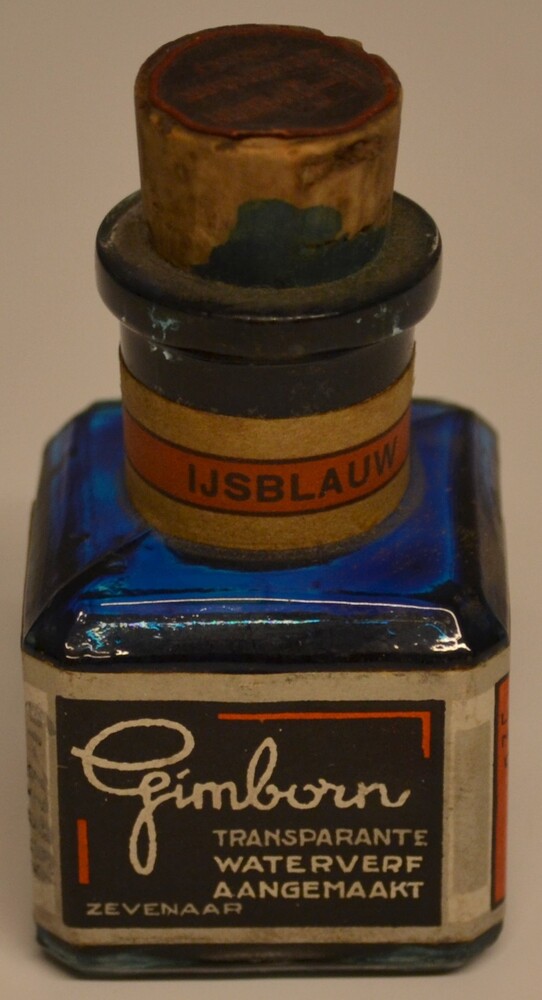 IJSBLAUW
Gimborn
TRANSPARANTE
WATERVERF
AANGEMAAKT
ZEVENAAR